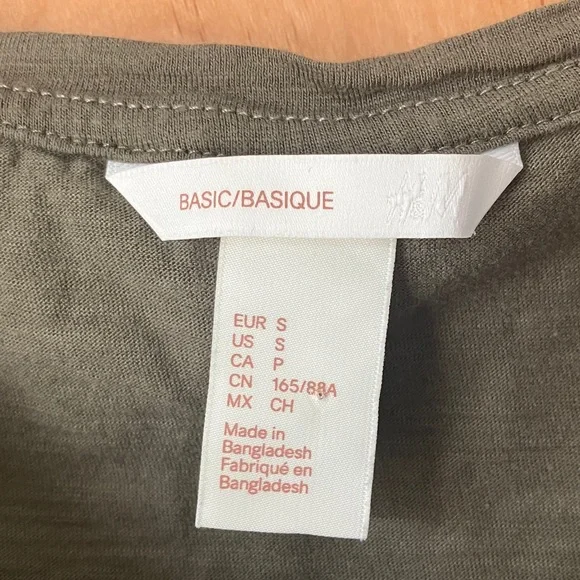 BASIC/BASIQUE H&M
EUR S
US S
CA P
CN 165/88A
MX CH
Made in
Bangladesh
Fabriqué en
Bangladesh